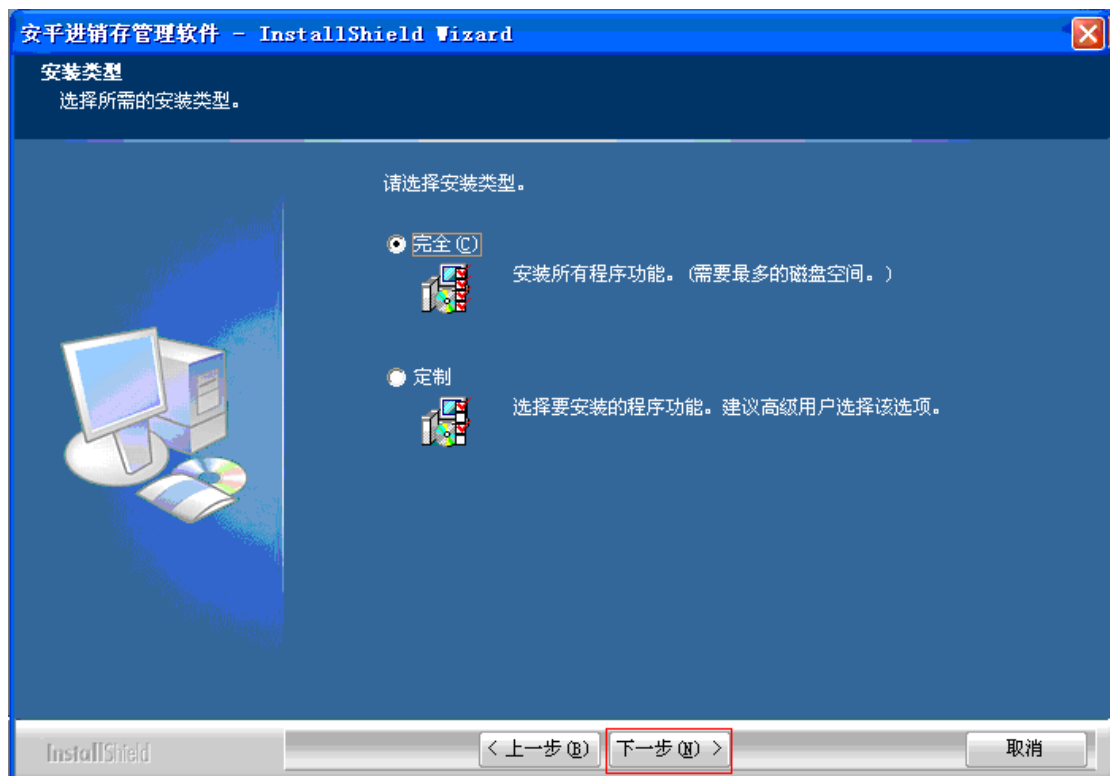 安平进销存管理软件 - InstallShield Wizard
安装类型
选择所需的安装类型。
请选择安装类型。
完全(C)
安装所有程序功能。(需要最多的磁盘空间。)
定制
选择要安装的程序功能。建议高级用户选择该选项。
InstallShield
< 上一步(B) 下一步(N) > 取消